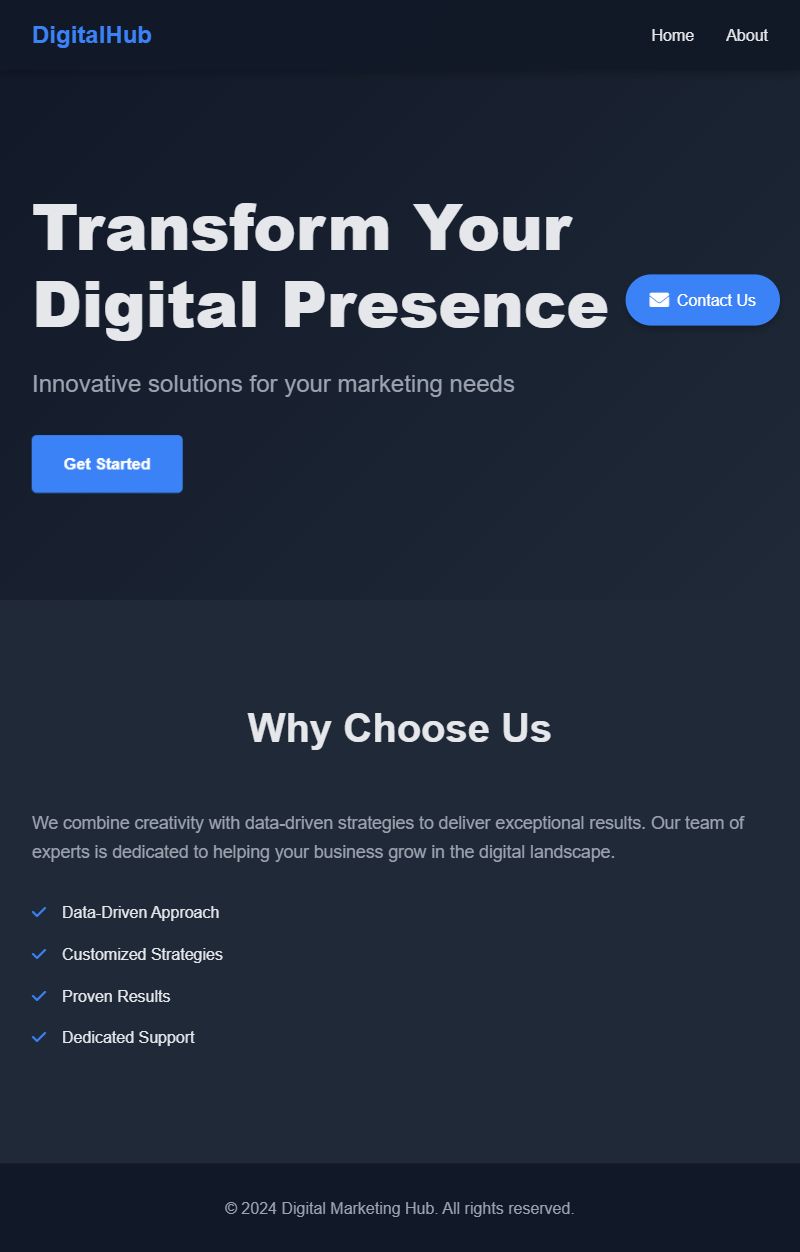 DigitalHub
Home
About
Transform Your
Digital Presence
Contact Us
Innovative solutions for your marketing needs
Get Started
Why Choose Us
We combine creativity with data-driven strategies to deliver exceptional results. Our team of
experts is dedicated to helping your business grow in the digital landscape.
Data-Driven Approach
Customized Strategies
Proven Results
Dedicated Support
© 2024 Digital Marketing Hub. All rights reserved.